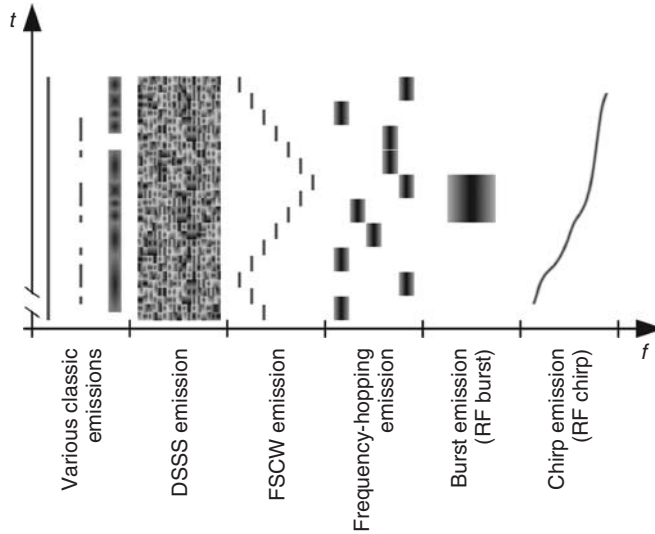 t
f
Various classic
emissions
DSSS emission
FSCW emission
Frequency-hopping
emission
Burst emission
(RF burst)
Chirp emission
(RF chirp)